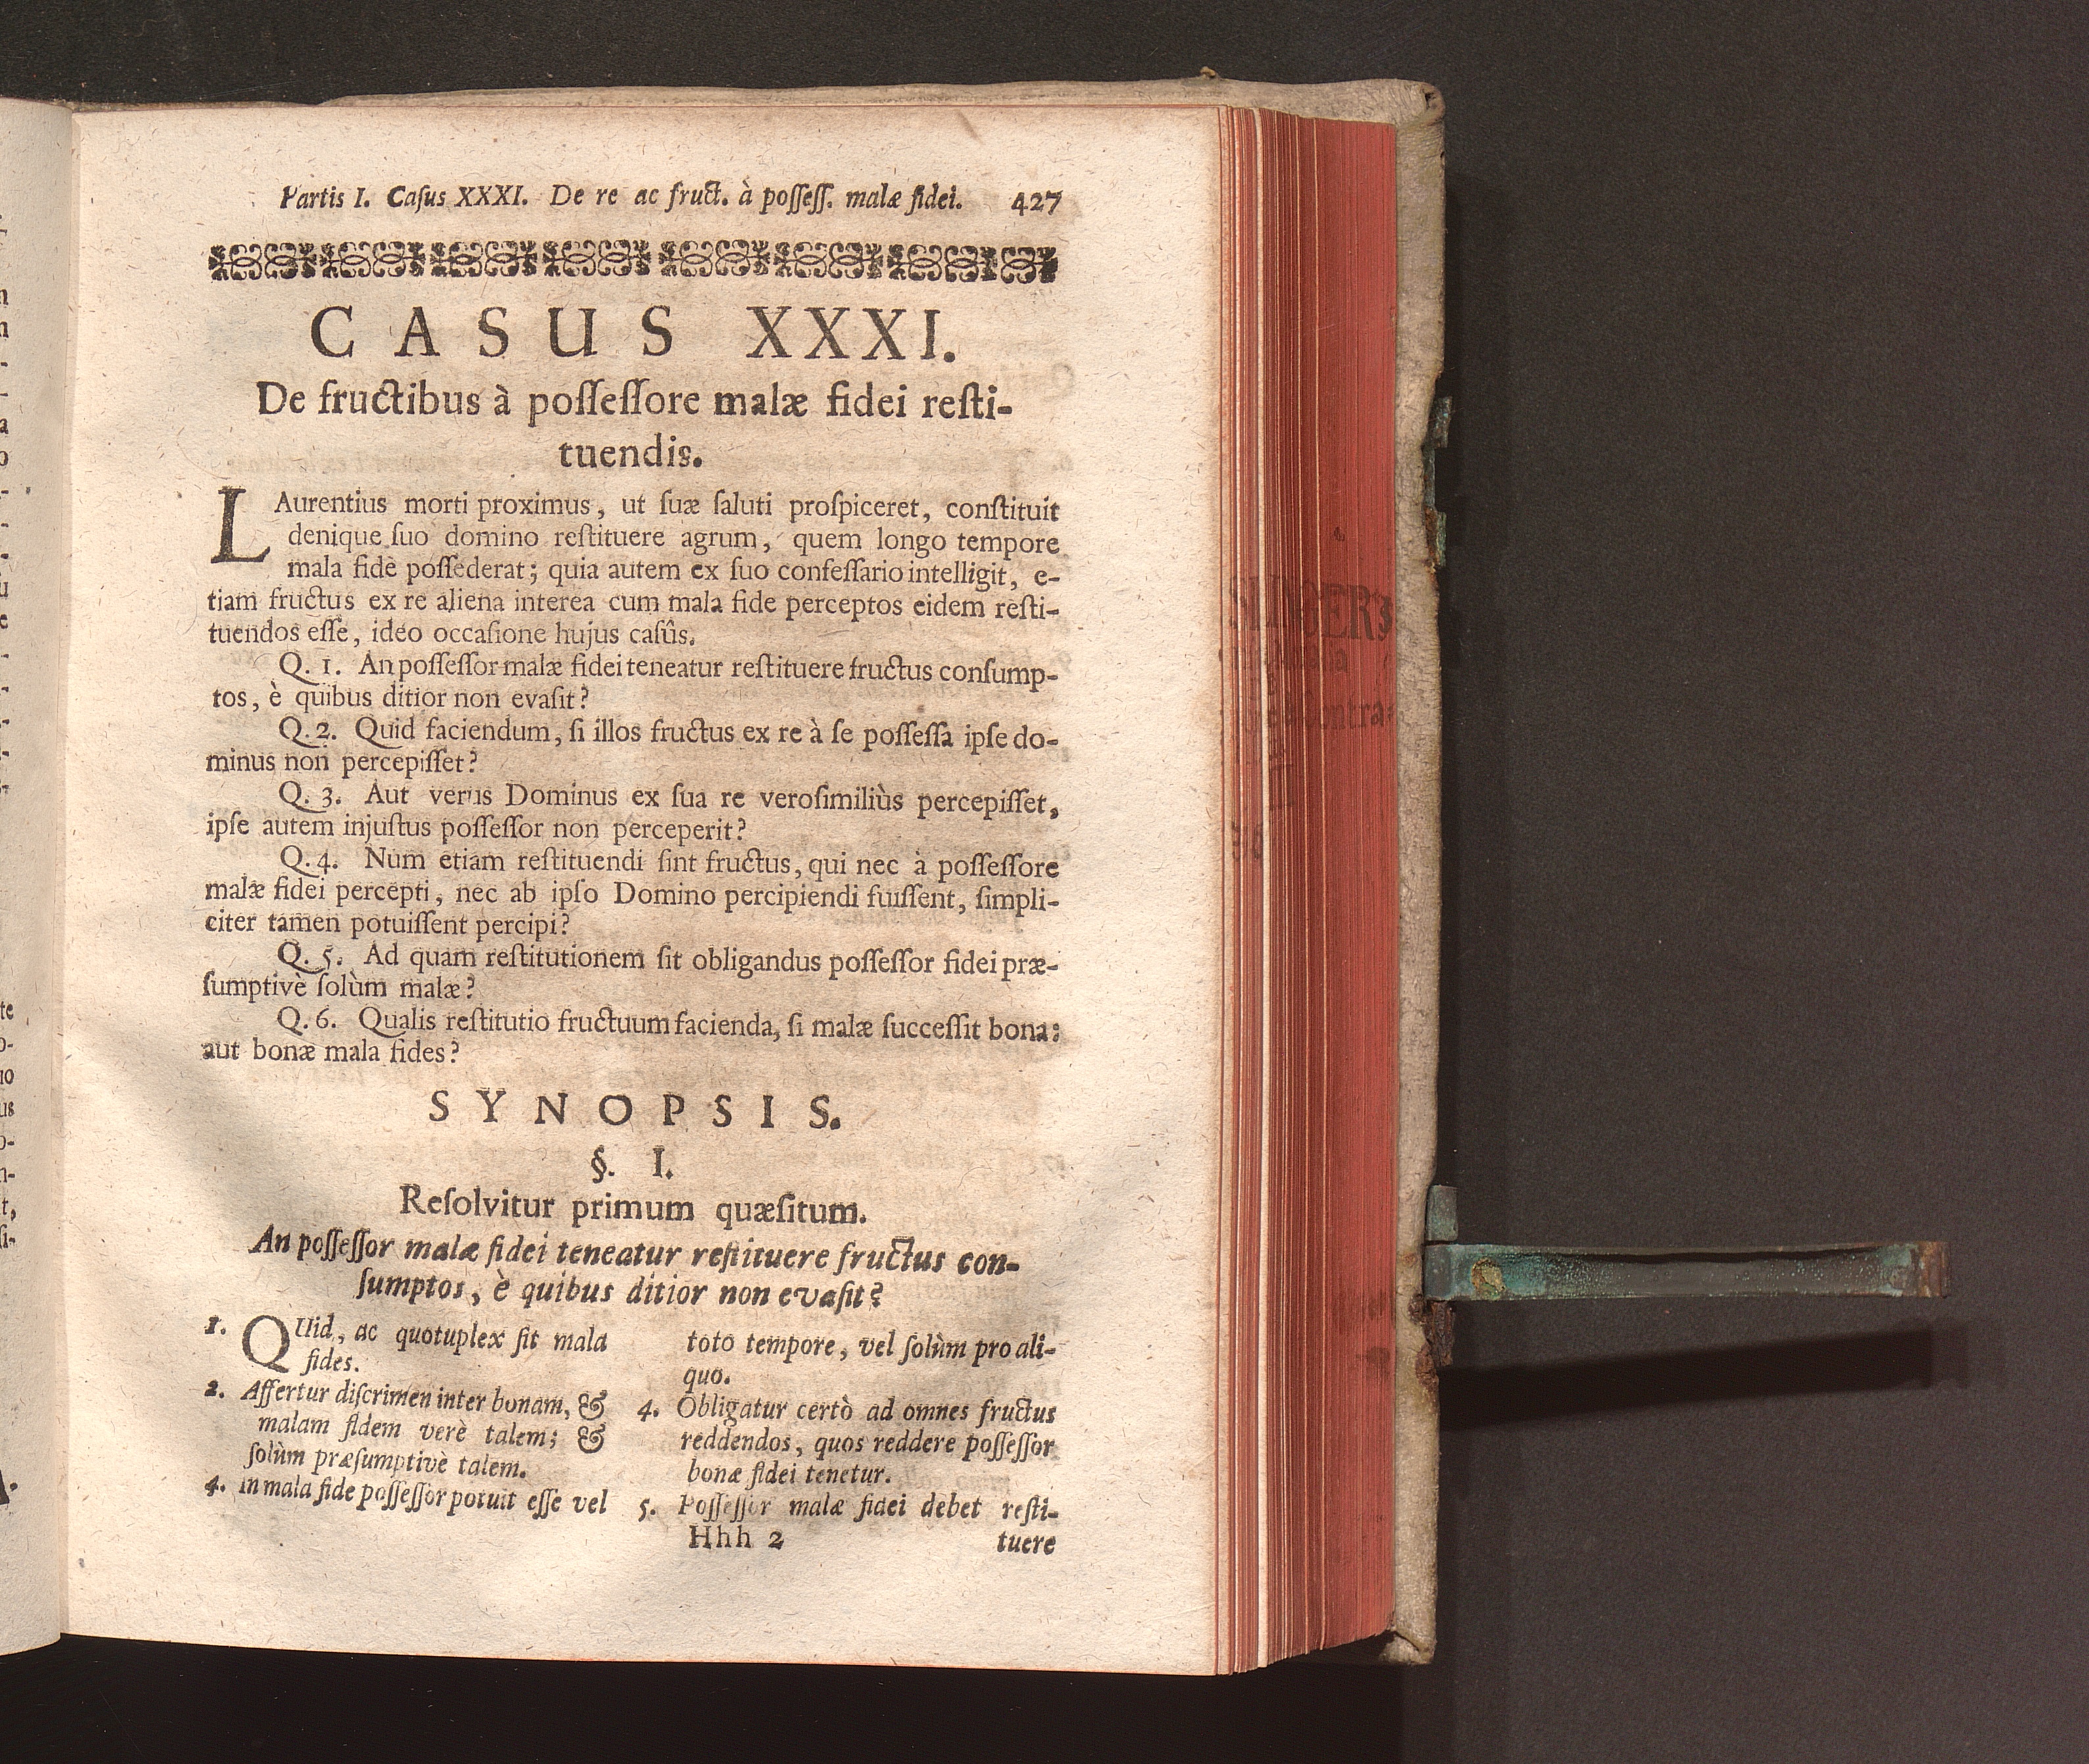 Partis I. Caſus XXXI. De re ac fruct. à poſſeſſ. malæ fidei. 427
CASUS XXXI.
De fructibus à poſſeſſore malæ fidei reſti-
tuendis.
LAurentius morti proximus, ut ſuæ ſaluti proſpiceret, conſtituit
denique ſuo domino reſtituere agrum, quem longo tempore
mala fide poſſederat; quia autem ex ſuo confeſſario intelligit, e-
tiam fructus ex re aliena interea cum mala fide perceptos eidem reſti-
tuendos eſſe, ideo occaſione hujus caſûs.
Q. 1. An poſſeſſor malæ fidei teneatur reſtituere fructus conſump-
tos, è quibus ditior non evaſit?
Q. 2. Quid faciendum, ſi illos fructus ex re à ſe poſſeſſa ipſe do-
minus non percepiſſet?
Q. 3. Aut verus Dominus ex ſua re veroſimiliùs percepiſſet,
ipſe autem injuſtus poſſeſſor non perceperit?
Q. 4. Num etiam reſtituendi ſint fructus, qui nec à poſſeſſore
malæ fidei percepti, nec ab ipſo Domino percipiendi fuiſſent, ſimpli-
citer tamen potuiſſent percipi?
Q. 5. Ad quam reſtitutionem ſit obligandus poſſeſſor fidei præ-
ſumptivè ſolùm malæ?
Q. 6. Qualis reſtitutio fructuum facienda, ſi malæ ſucceſſit bona:
aut bonæ mala fides?
SYNOPSIS.
§. I.
Reſolvitur primum quæſitum.
An poſſeſſor malæ fidei teneatur reſtituere fructus con-
ſumptos, è quibus ditior non evaſit?
1. QUid, ac quotuplex ſit mala
fides.
2. Affertur diſcrimen inter bonam, &
malam fidem verè talem; &
ſolùm præſumptivè talem.
4. In mala fide poſſeſſor potuit eſſe vel
toto tempore, vel ſolùm pro ali-
quo.
4. Obligatur certò ad omnes fructus
reddendos, quos reddere poſſeſſor
bonæ fidei tenetur.
5. Poſſeſſor malæ fidei debet reſti-
Hhh 2 tuere